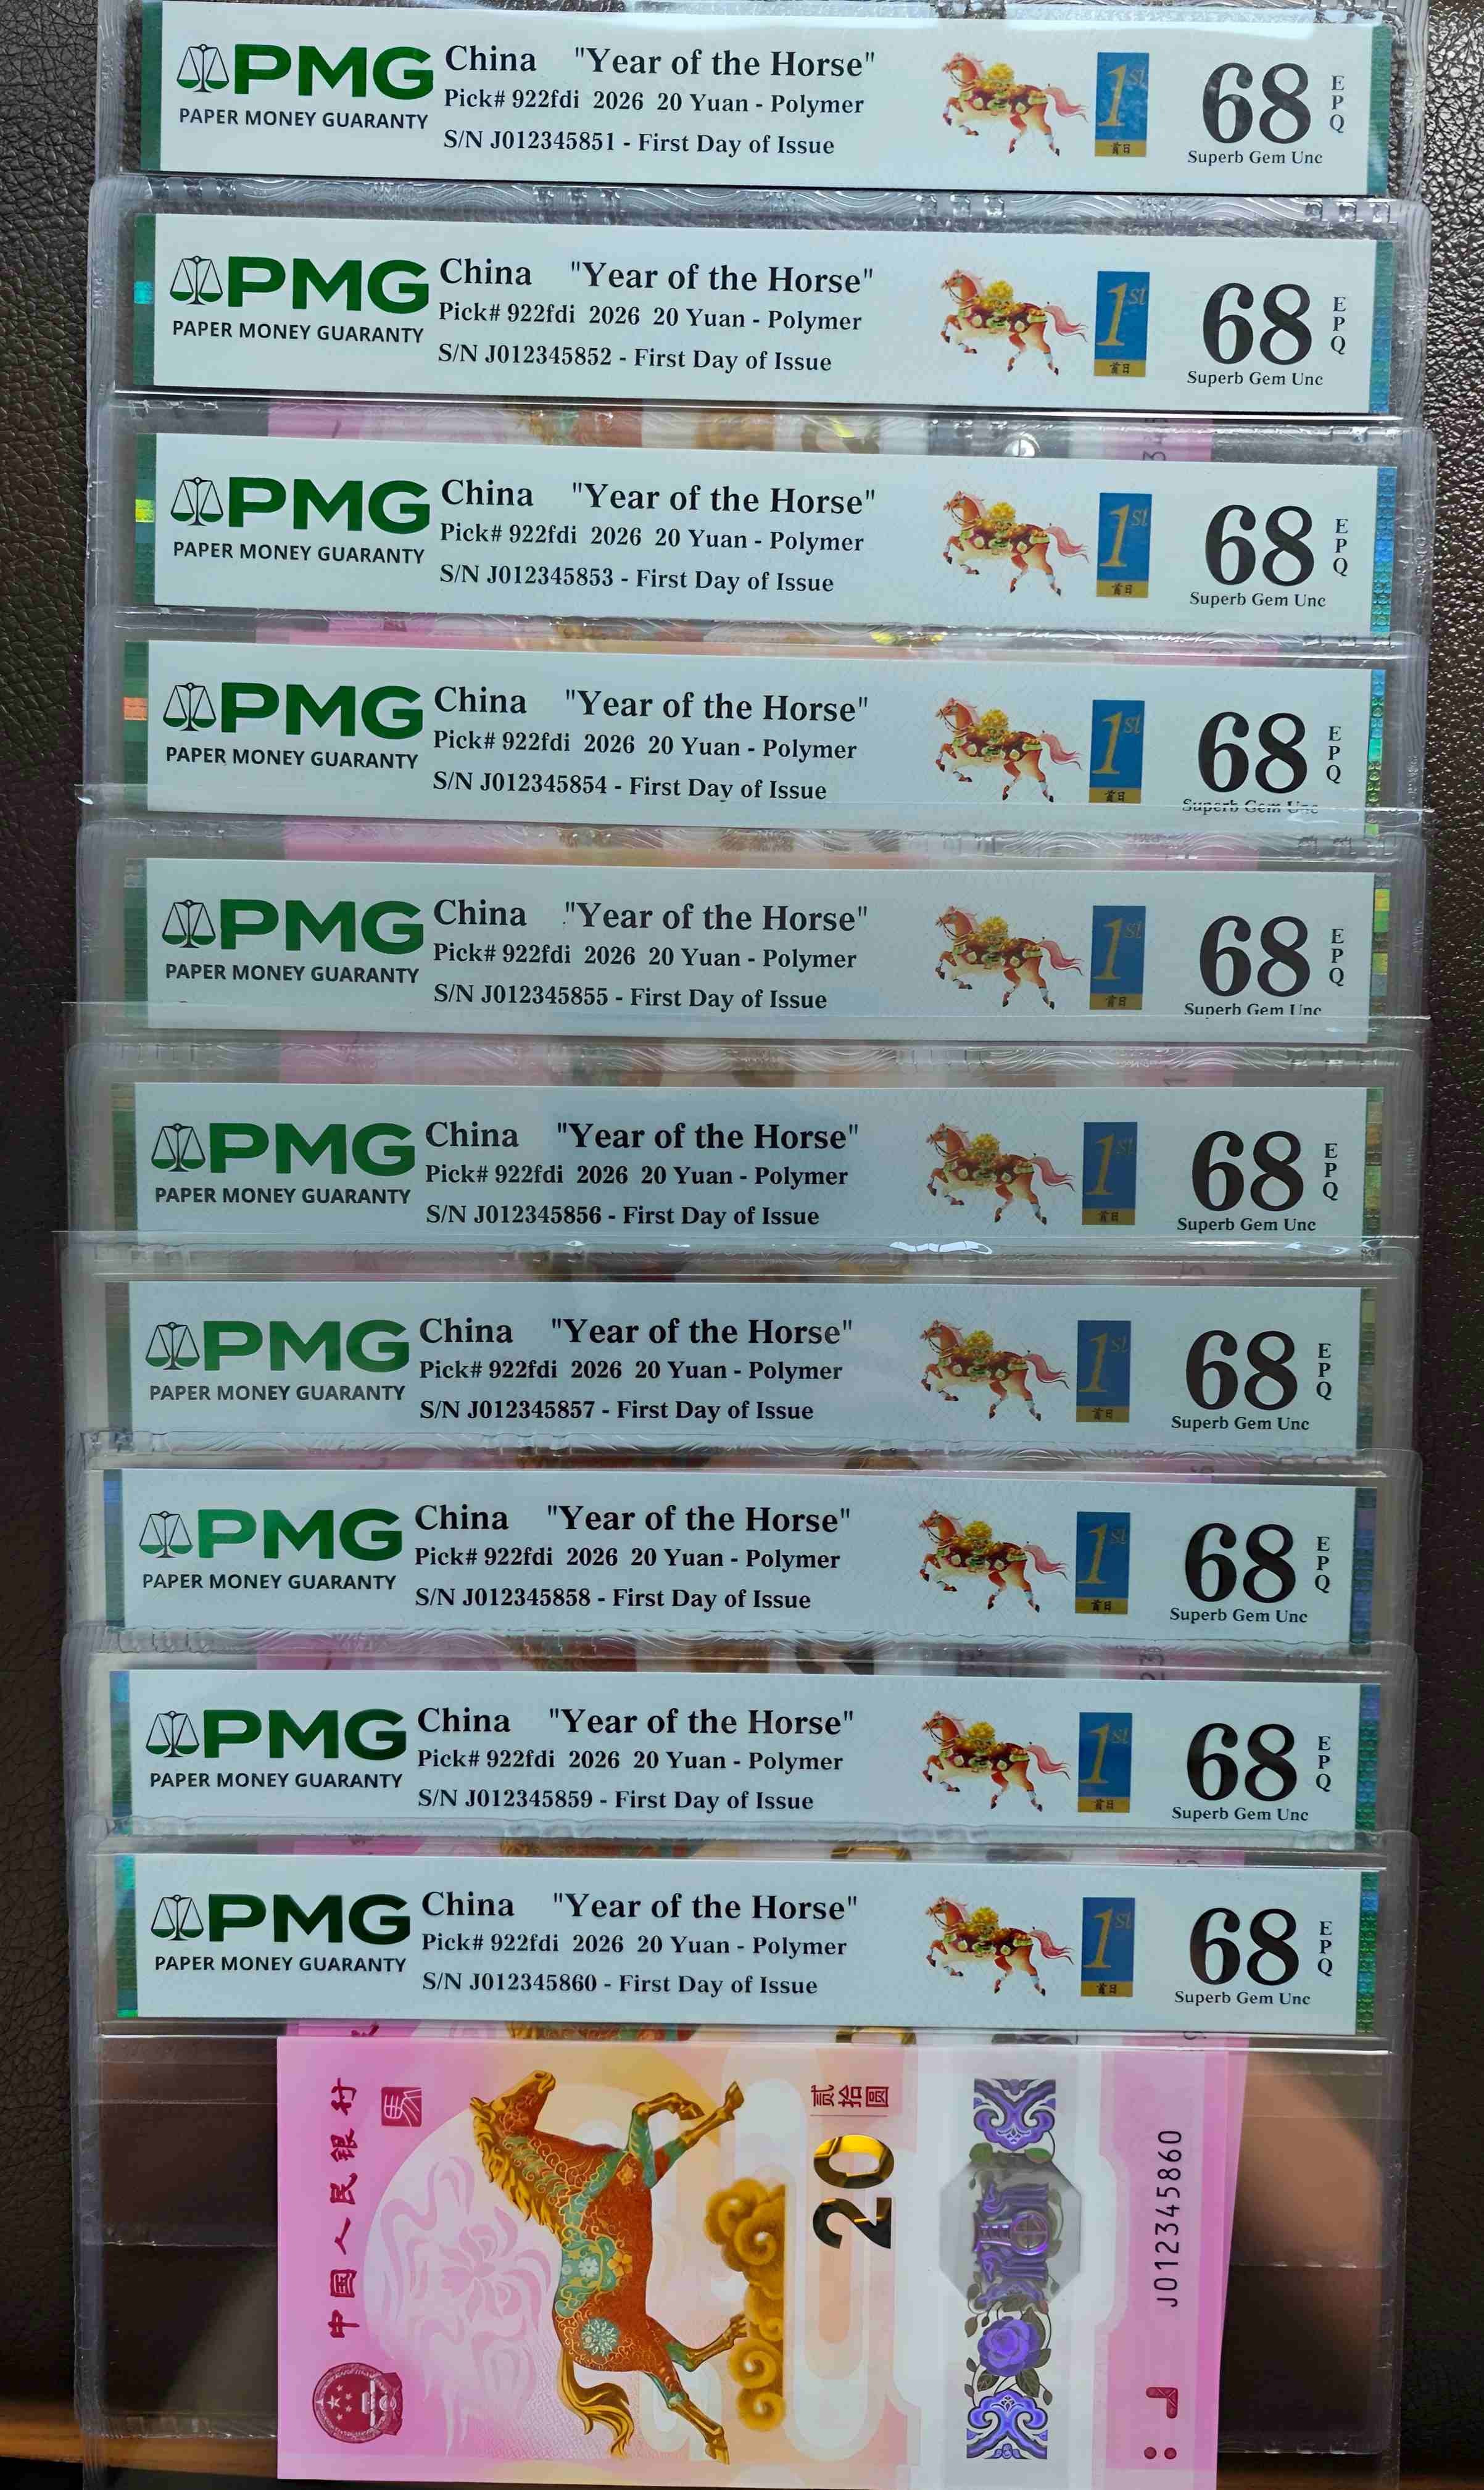 PMG
PAPER MONEY GUARANTY
China "Year of the Horse"
Pick# 922fdi 2026 20 Yuan - Polymer
S/N J012345851 - First Day of Issue
1st
首日
68
EPQ
Superb Gem Unc
PMG
PAPER MONEY GUARANTY
China "Year of the Horse"
Pick# 922fdi 2026 20 Yuan - Polymer
S/N J012345852 - First Day of Issue
1st
首日
68
EPQ
Superb Gem Unc
PMG
PAPER MONEY GUARANTY
China "Year of the Horse"
Pick# 922fdi 2026 20 Yuan - Polymer
S/N J012345853 - First Day of Issue
1st
首日
68
EPQ
Superb Gem Unc
PMG
PAPER MONEY GUARANTY
China "Year of the Horse"
Pick# 922fdi 2026 20 Yuan - Polymer
S/N J012345854 - First Day of Issue
1st
首日
68
EPQ
Superb Gem Unc
PMG
PAPER MONEY GUARANTY
China "Year of the Horse"
Pick# 922fdi 2026 20 Yuan - Polymer
S/N J012345855 - First Day of Issue
1st
首日
68
EPQ
Superb Gem Unc
PMG
PAPER MONEY GUARANTY
China "Year of the Horse"
Pick# 922fdi 2026 20 Yuan - Polymer
S/N J012345856 - First Day of Issue
1st
首日
68
EPQ
Superb Gem Unc
PMG
PAPER MONEY GUARANTY
China "Year of the Horse"
Pick# 922fdi 2026 20 Yuan - Polymer
S/N J012345857 - First Day of Issue
1st
首日
68
EPQ
Superb Gem Unc
PMG
PAPER MONEY GUARANTY
China "Year of the Horse"
Pick# 922fdi 2026 20 Yuan - Polymer
S/N J012345858 - First Day of Issue
1st
首日
68
EPQ
Superb Gem Unc
PMG
PAPER MONEY GUARANTY
China "Year of the Horse"
Pick# 922fdi 2026 20 Yuan - Polymer
S/N J012345859 - First Day of Issue
1st
首日
68
EPQ
Superb Gem Unc
PMG
PAPER MONEY GUARANTY
China "Year of the Horse"
Pick# 922fdi 2026 20 Yuan - Polymer
S/N J012345860 - First Day of Issue
1st
首日
68
EPQ
Superb Gem Unc
中国人民银行
贰拾圆
20
J012345860